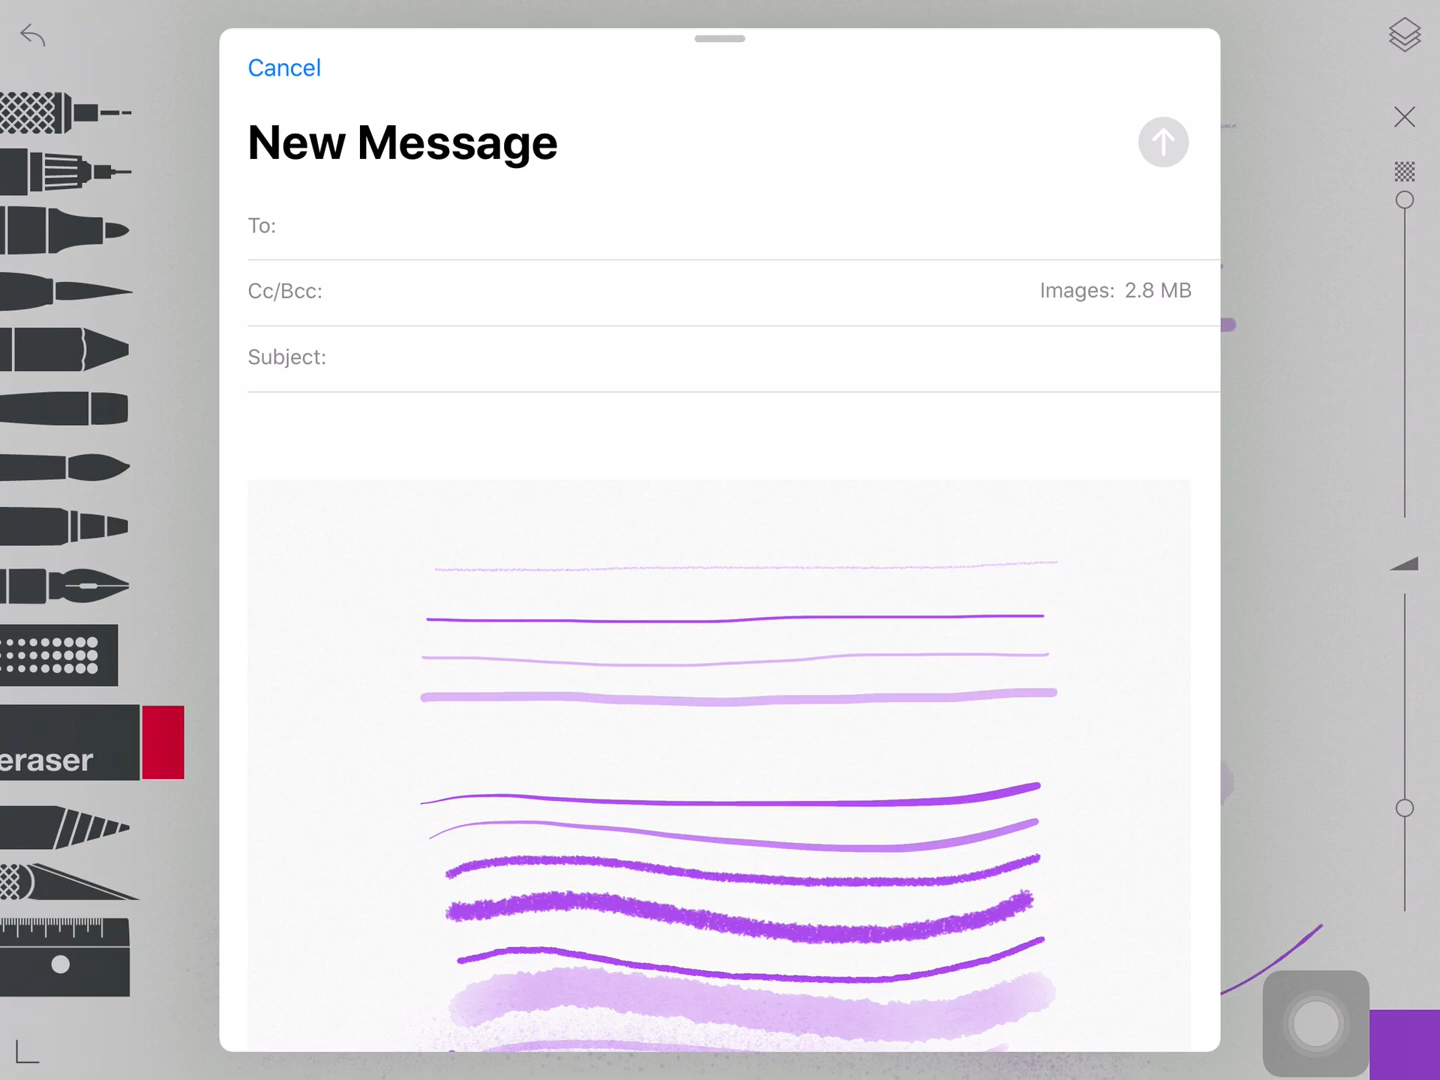 Cancel
New Message
To:
Cc/Bcc:
Images: 2.8 MB
Subject:
eraser